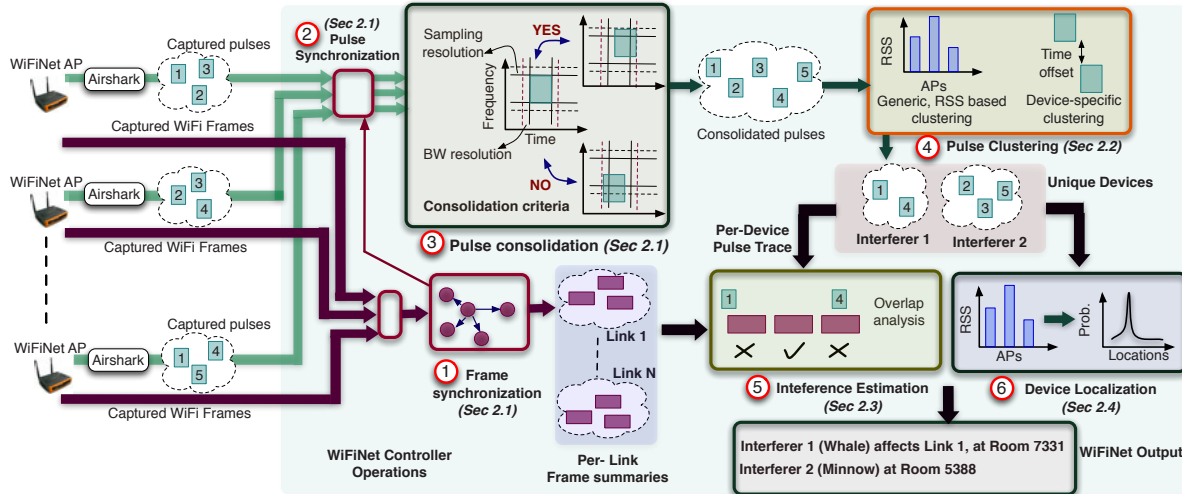 WiFiNet AP
Airshark
Captured pulses
1
3
2
Captured WiFi Frames
WiFiNet AP
Airshark
2
3
4
Captured WiFi Frames
WiFiNet AP
Airshark
Captured pulses
1
4
5
Captured WiFi Frames
2
(Sec 2.1)
Pulse
Synchronization
Sampling
resolution
Frequency
Time
BW resolution
YES
NO
Consolidation criteria
3 Pulse consolidation (Sec 2.1)
1
2
3
4
5
Consolidated pulses
RSS
APs
Generic, RSS based
clustering
Time
offset
Device-specific
clustering
4 Pulse Clustering (Sec 2.2)
1
4
Interferer 1
2
5
3
Interferer 2
Unique Devices
Per-Device
Pulse Trace
1 Frame
synchronization
(Sec 2.1)
Link 1
Link N
Per- Link
Frame summaries
WiFiNet Controller
Operations
1
4
Overlap
analysis
5 Inteference Estimation
(Sec 2.3)
RSS
APs
Prob.
Locations
6 Device Localization
(Sec 2.4)
Interferer 1 (Whale) affects Link 1, at Room 7331
Interferer 2 (Minnow) at Room 5388
WiFiNet Output